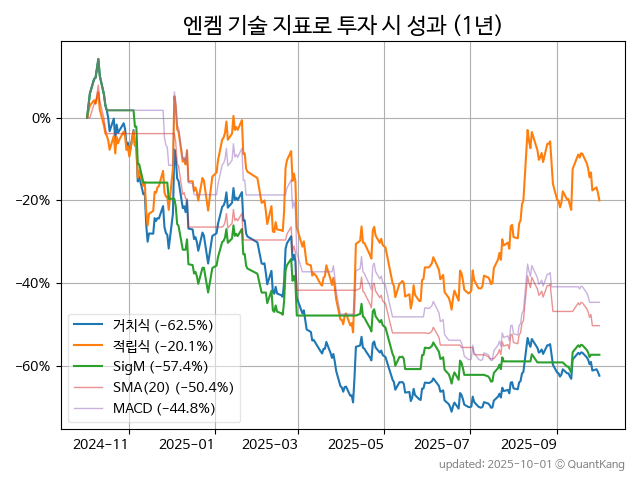 엔켐 기술 지표로 투자 시 성과 (1년)
0%
−20%
−40%
−60%
거치식 (−62.5%)
적립식 (−20.1%)
SigM (−57.4%)
SMA(20) (−50.4%)
MACD (−44.8%)
2024−11 2025−01 2025−03 2025−05 2025−07 2025−09
updated: 2025-10-01 © QuantKang